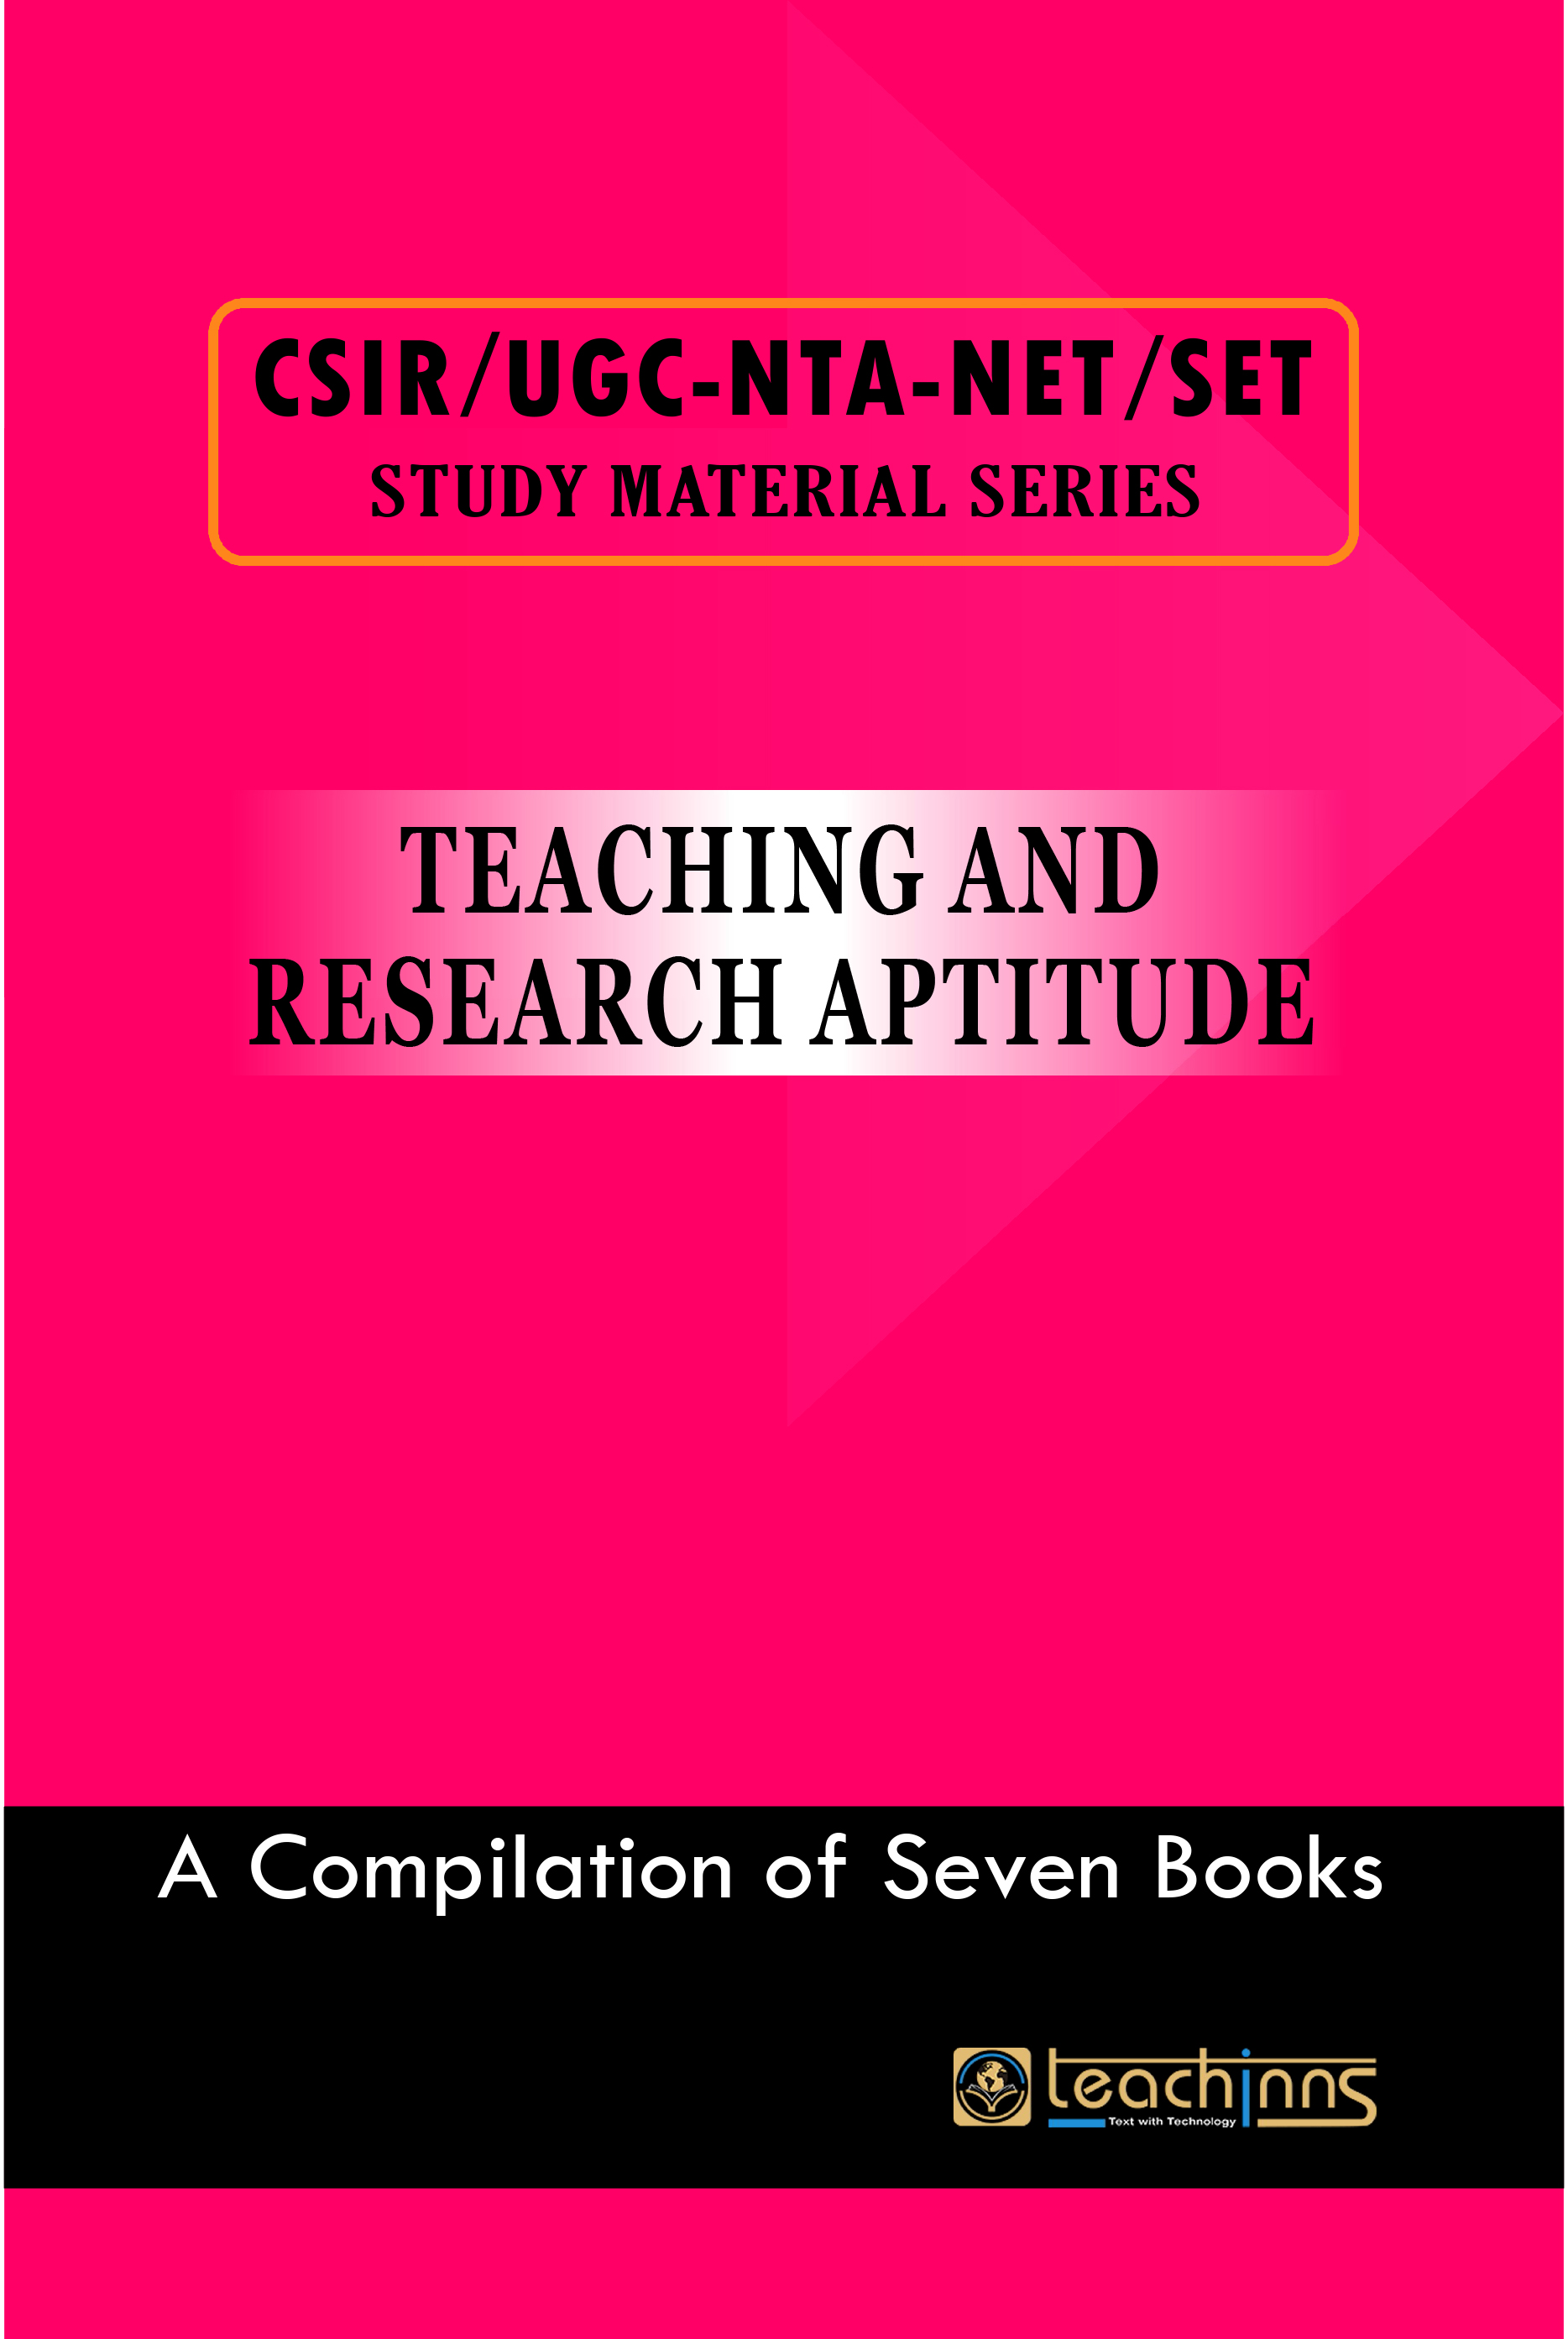 CSIR/UGC-NTA-NET/SET
STUDY MATERIAL SERIES
TEACHING AND
RESEARCH APTITUDE
A Compilation of Seven Books
teachinns
Text with Technology